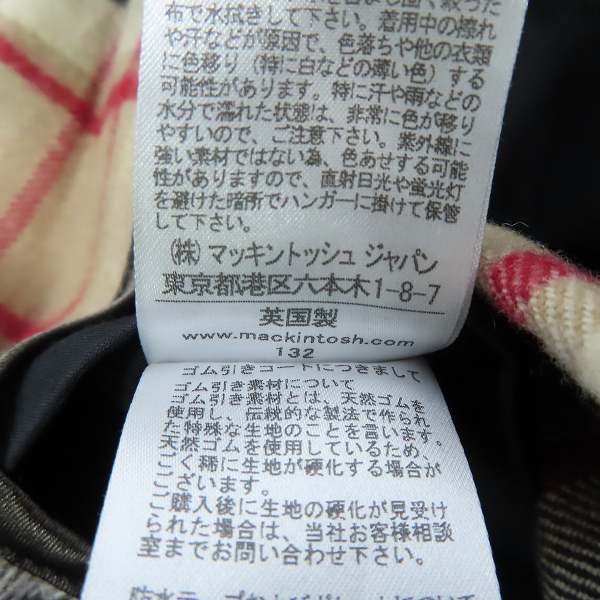 布で水拭きして下さい。着用中の擦れ
や汗などが原因で、色落ちや他の衣類
に色移り（特に白などの薄い色）する
可能性があります。特に汗や雨などの
水分で濡れた状態は、非常に色が移り
やすいので、ご注意下さい。紫外線に
強い素材ではない為、色あせする可能
性がありますので、直射日光や蛍光灯
を避けた暗所でハンガーに掛けて保管
して下さい。
（株）マッキントッシュ ジャパン
東京都港区六本木1-8-7
英国製
www.mackintosh.com
132
ゴム引きコートにつきまして
ゴム引き素材について
ゴム引き素材とは、天然ゴムを
使用し、伝統的な製法で作られ
た特殊な生地のことを言います。
天然ゴムを使用しているため、
ごく稀に生地が硬化する場合が
ございます。
ご購入後に生地の硬化が見受け
られた場合は、当社お客様相談
室までお問い合わせ下さい。